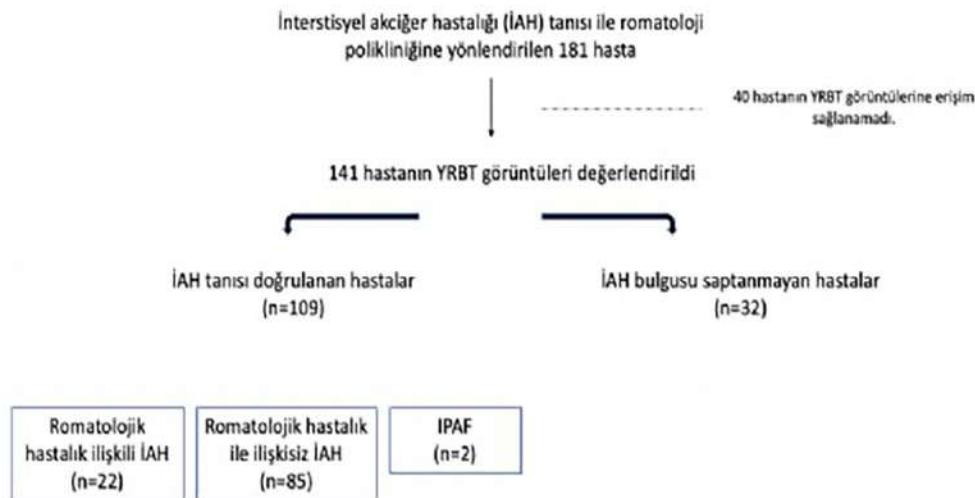 İnterstisyel akciğer hastalığı (İAH) tanısı ile romatoloji
polikliniğine yönlendirilen 181 hasta
40 hastanın YRBT görüntülerine erişim
sağlanamadı.
141 hastanın YRBT görüntüleri değerlendirildi
İAH tanısı doğrulanan hastalar
(n=109)
İAH bulgusu saptanmayan hastalar
(n=32)
Romatolojik
hastalık ilişkili İAH
(n=22)
Romatolojik hastalık
ile ilişkisiz İAH
(n=85)
IPAF
(n=2)